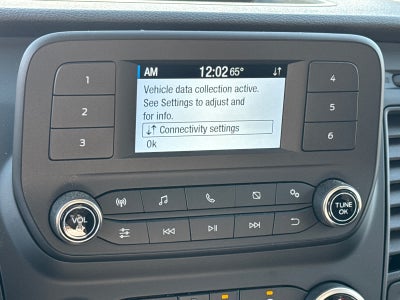 AM 12:02 65°
Vehicle data collection active.
See Settings to adjust and
for info.
Connectivity settings
Ok
1
2
3
4
5
6
VOL
TUNE
OK